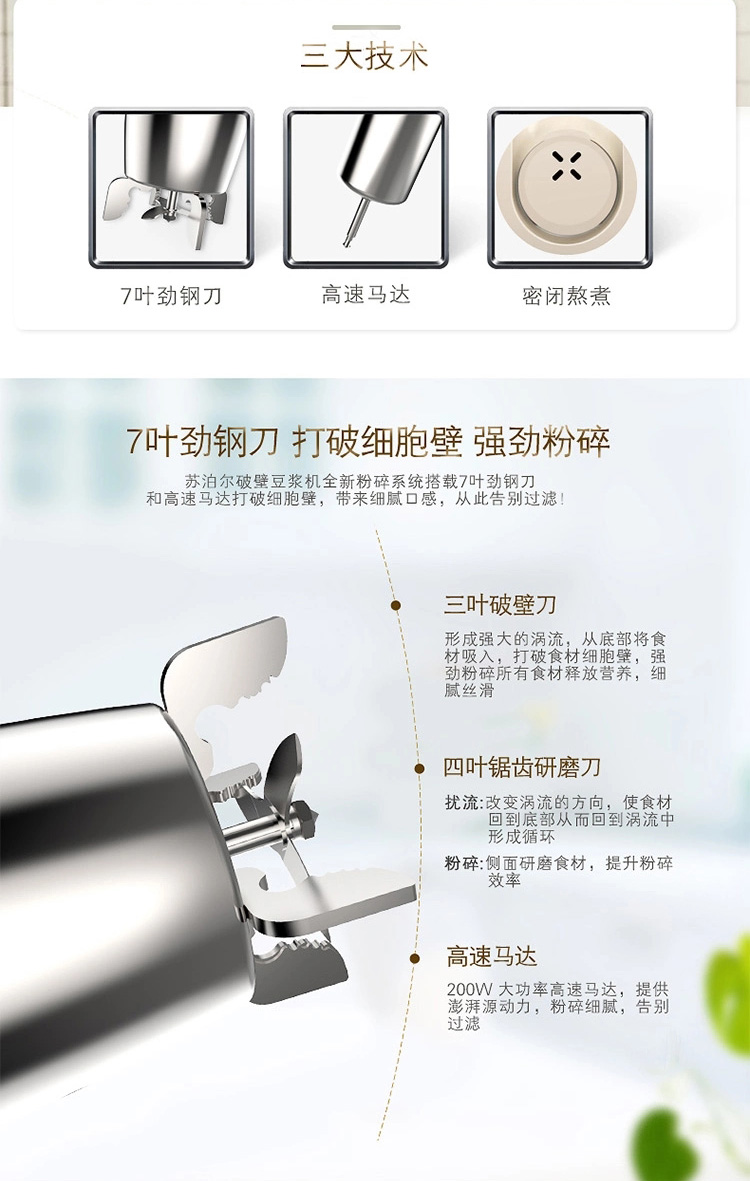 三大技术
7叶劲钢刀
高速马达
密闭熬煮
7叶劲钢刀 打破细胞壁 强劲粉碎
苏泊尔破壁豆浆机全新粉碎系统搭载7叶劲钢刀
和高速马达打破细胞壁，带来细腻口感，从此告别过滤！
三叶破壁刀
形成强大的涡流，从底部将食
材吸入，打破食材细胞壁，强
劲粉碎所有食材释放营养，细
腻丝滑
四叶锯齿研磨刀
扰流:改变涡流的方向，使食材
回到底部从而回到涡流中
形成循环
粉碎:侧面研磨食材，提升粉碎
效率
高速马达
200W 大功率高速马达，提供
澎湃源动力，粉碎细腻，告别
过滤